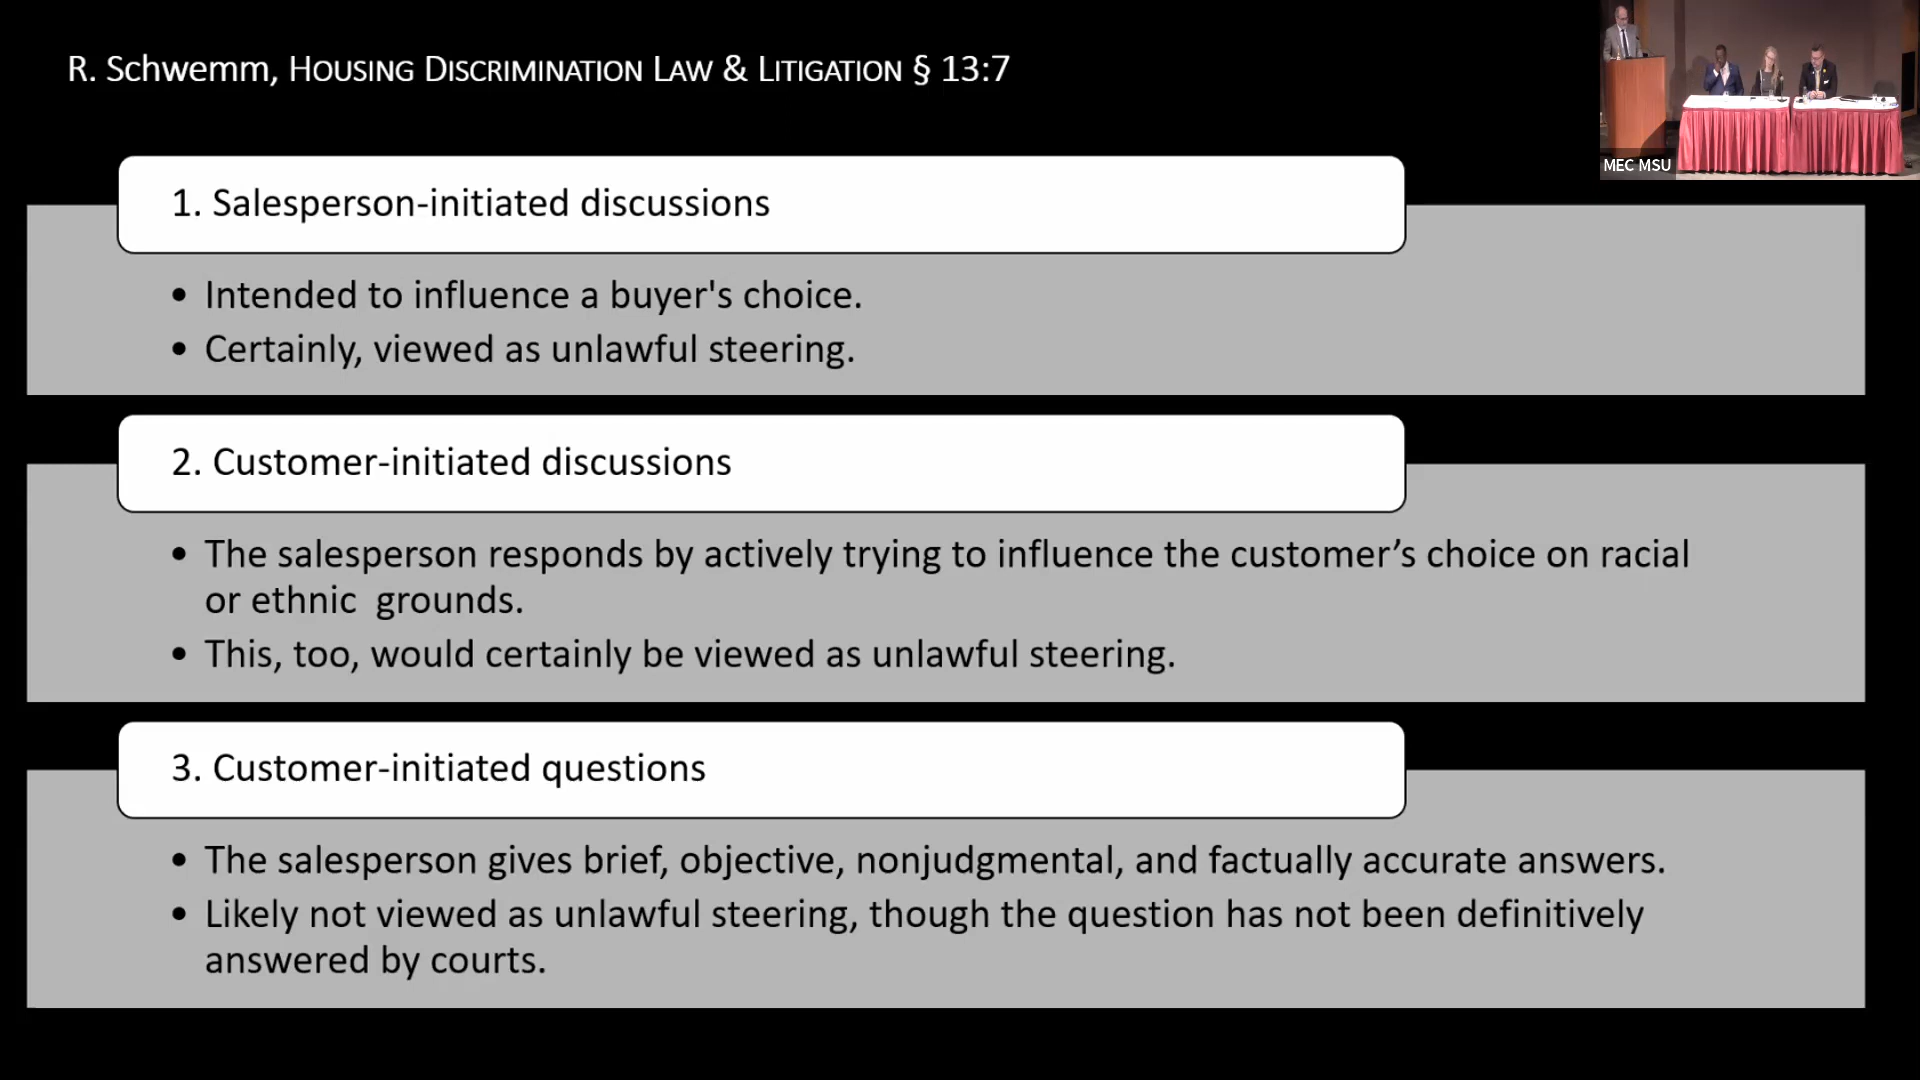 R. Schwemm, HOUSING DISCRIMINATION LAW & LITIGATION § 13:7
MEC MSU
1. Salesperson-initiated discussions
• Intended to influence a buyer's choice.
• Certainly, viewed as unlawful steering.
2. Customer-initiated discussions
• The salesperson responds by actively trying to influence the customer’s choice on racial
or ethnic  grounds.
• This, too, would certainly be viewed as unlawful steering.
3. Customer-initiated questions
• The salesperson gives brief, objective, nonjudgmental, and factually accurate answers.
• Likely not viewed as unlawful steering, though the question has not been definitively
answered by courts.